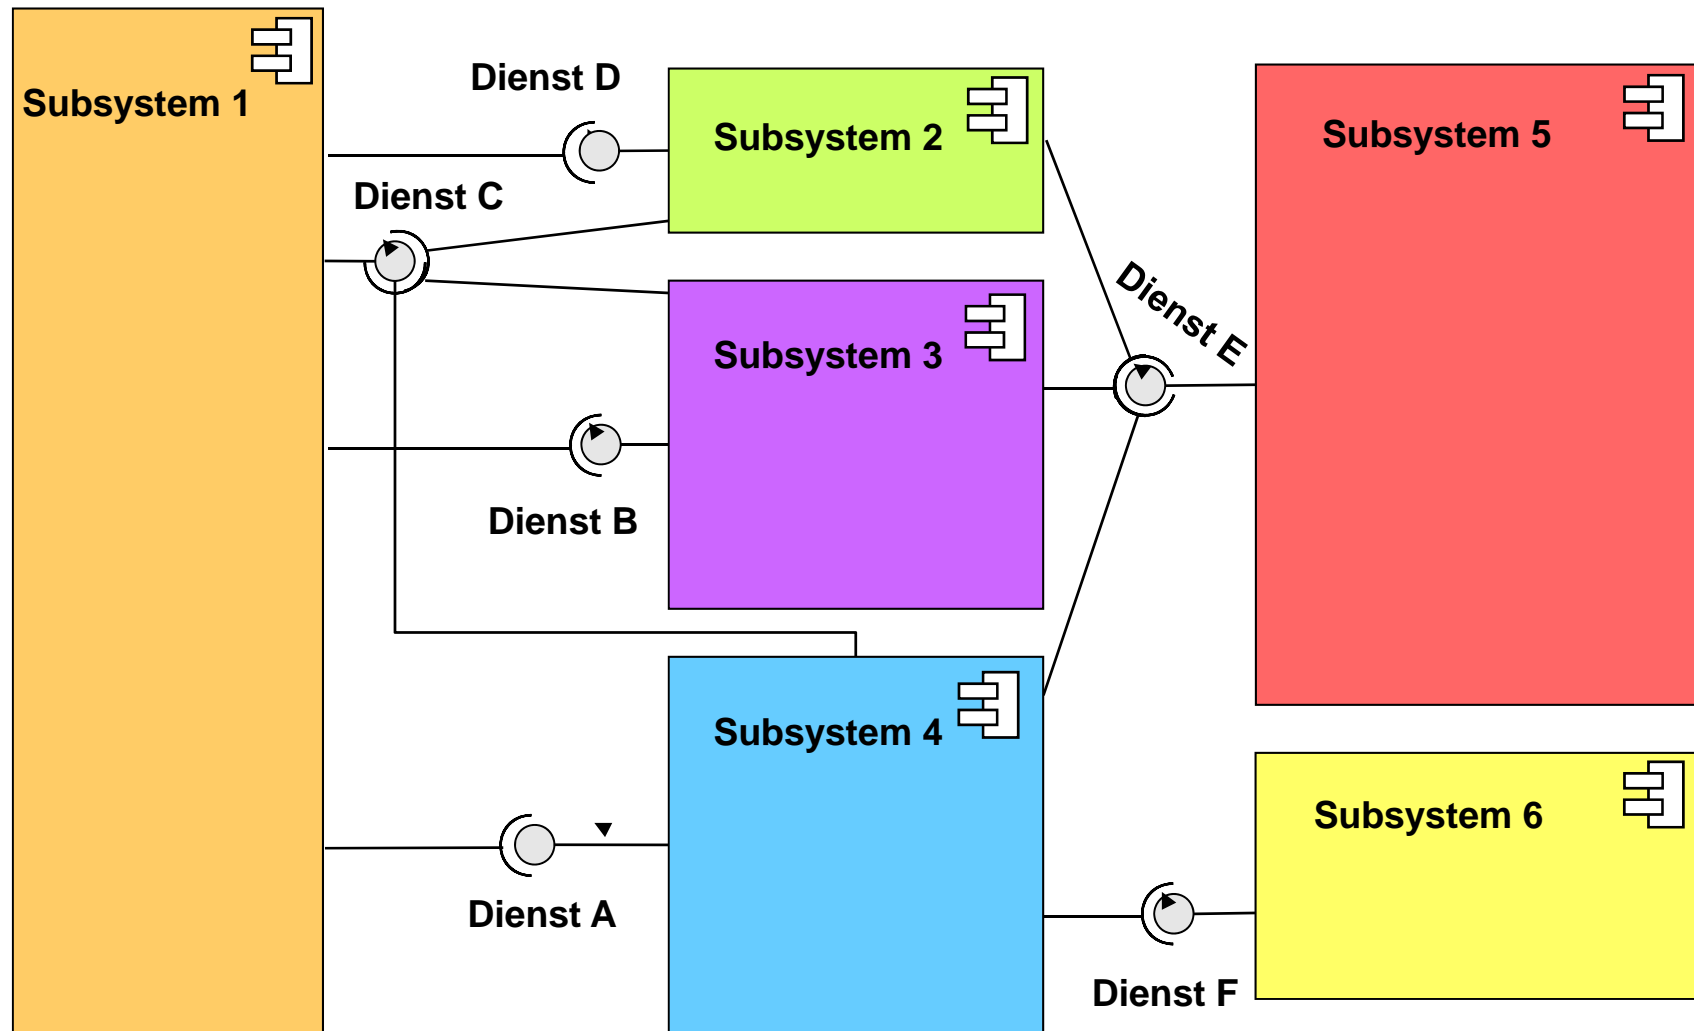 Subsystem 1
Dienst D
Subsystem 2
Subsystem 5
Dienst C
Dienst E
Subsystem 3
Dienst B
Subsystem 4
Subsystem 6
Dienst A
Dienst F